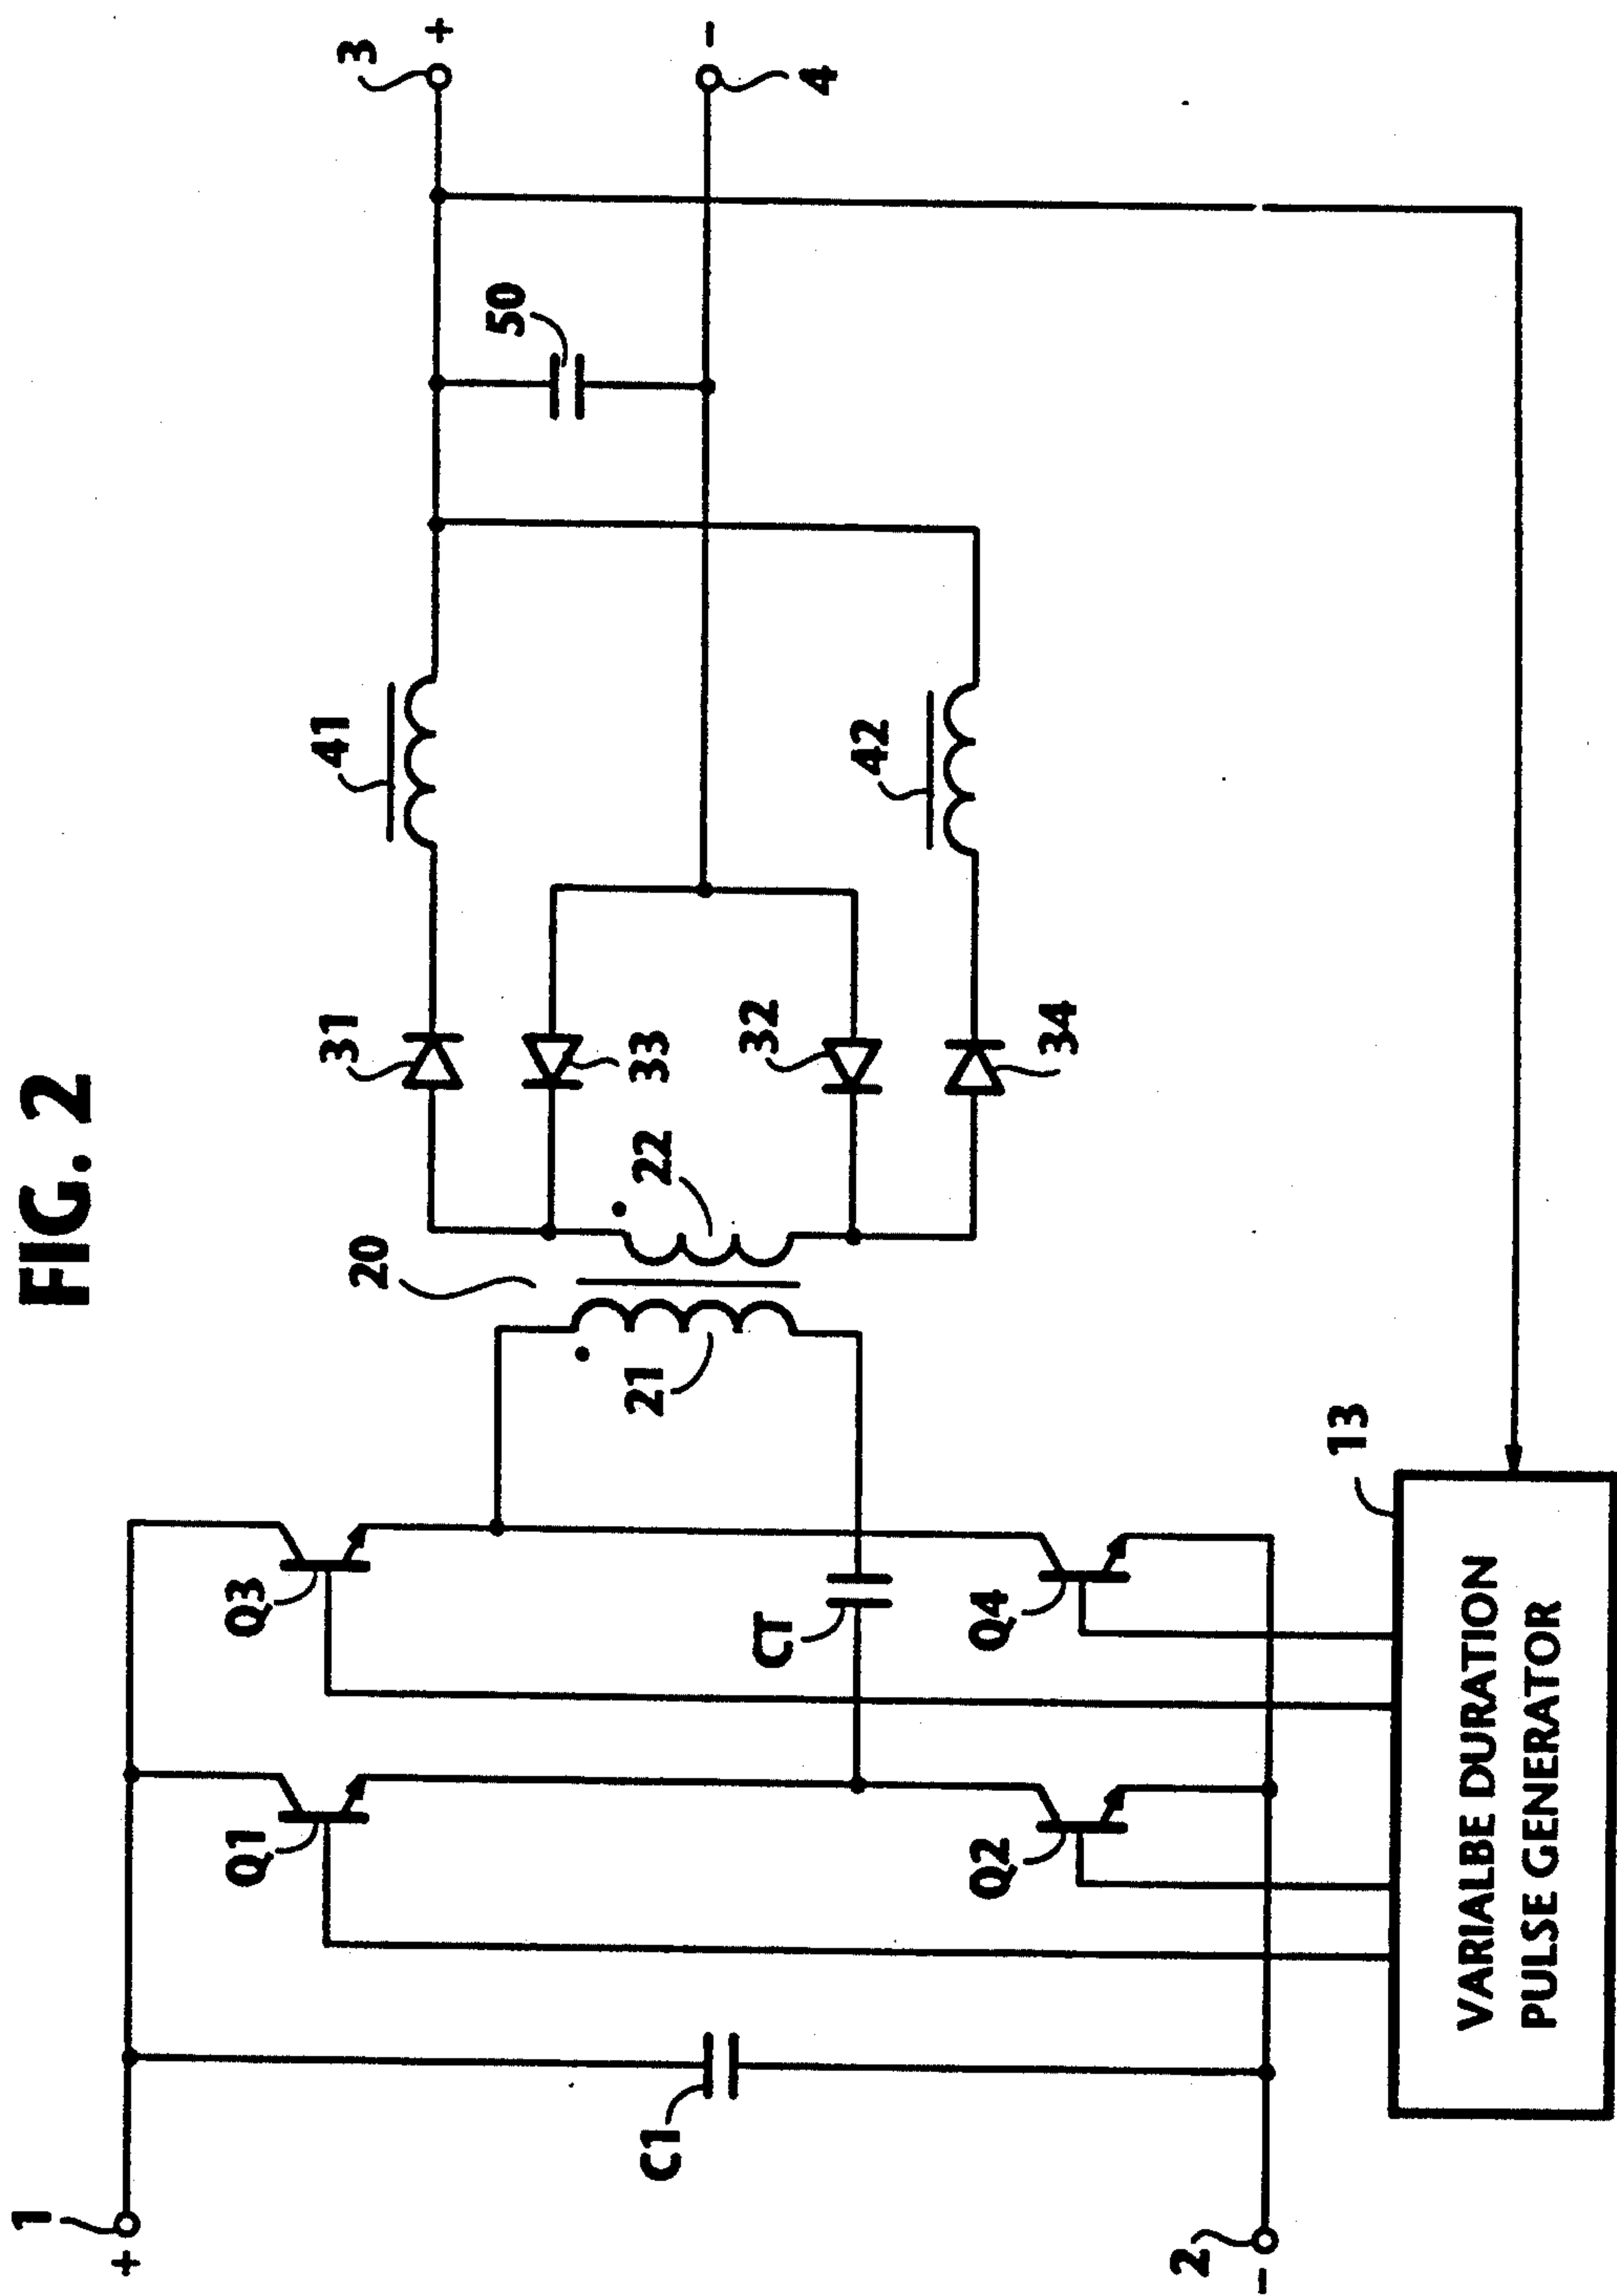 FIG. 2
1
+
2
-
C1
Q1
Q2
Q3
Q4
CT
13
VARIALBE DURATION
PULSE GENERATOR
20
21
22
31
33
32
34
41
42
50
3
+
4
-